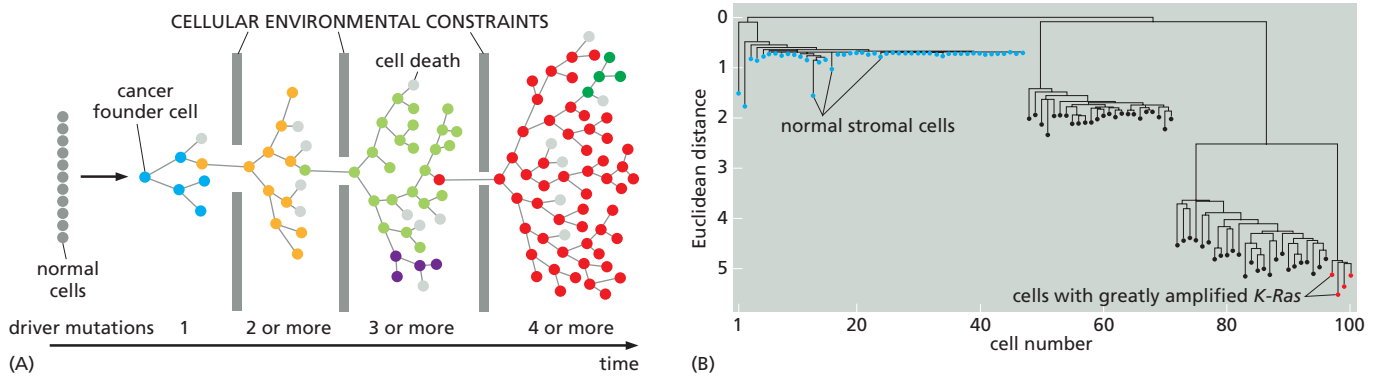 CELLULAR ENVIRONMENTAL CONSTRAINTS
cell death
cancer
founder cell
normal
cells
driver mutations 1 2 or more 3 or more 4 or more
(A) time
0
1
2
3
4
5
Euclidean distance
normal stromal cells
cells with greatly amplified K-Ras
1 20 40 60 80 100
cell number
(B)